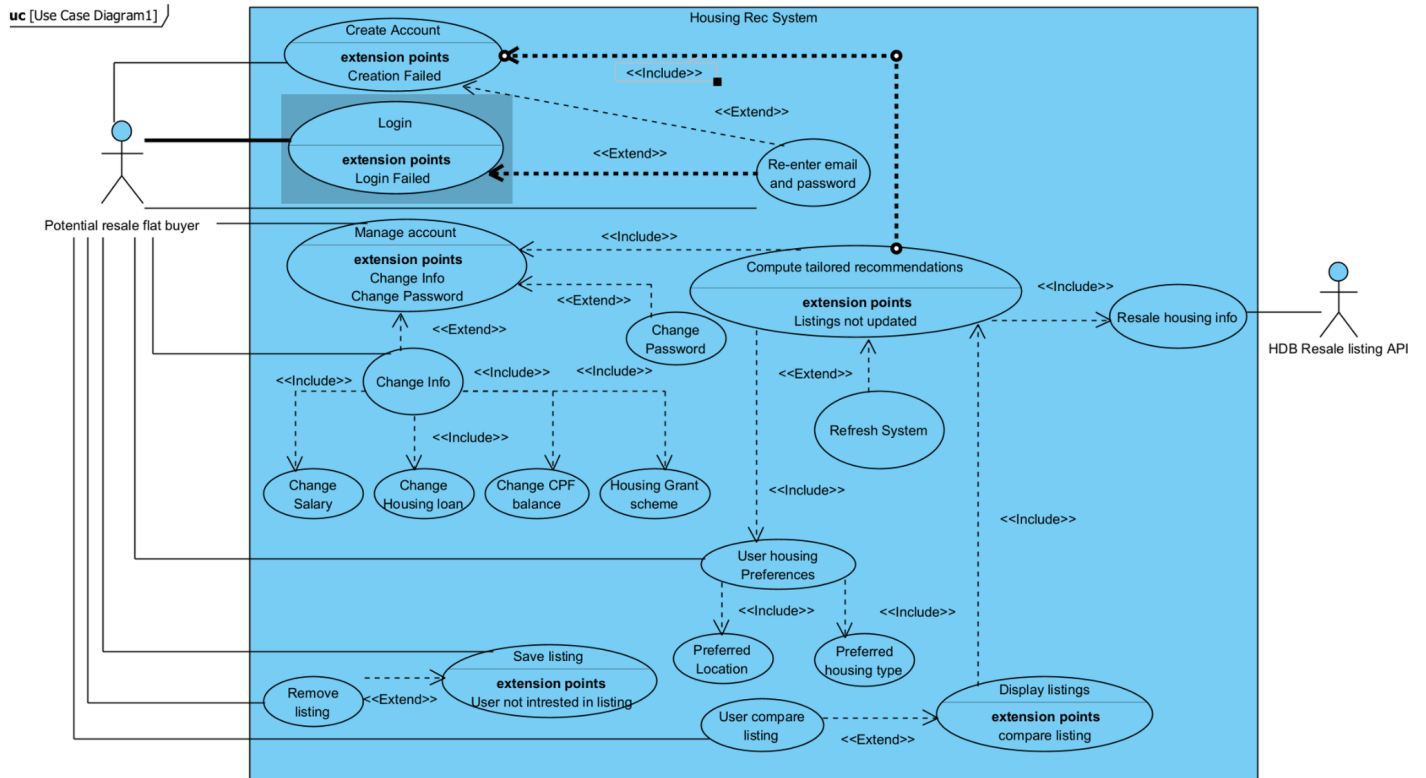 uc [Use Case Diagram1]
Housing Rec System
Create Account
extension points
Creation Failed
<<Include>>
<<Extend>>
Login
extension points
Login Failed
<<Extend>>
Re-enter email
and password
Potential resale flat buyer
Manage account
extension points
Change Info
Change Password
<<Include>>
Compute tailored recommendations
extension points
Listings not updated
<<Include>>
Resale housing info
HDB Resale listing API
<<Extend>>
Change
Password
<<Extend>>
Change Info
<<Include>>
<<Include>>
<<Include>>
<<Include>>
<<Extend>>
Refresh System
Change
Salary
Change
Housing loan
Change CPF
balance
Housing Grant
scheme
<<Include>>
<<Include>>
User housing
Preferences
<<Include>>
<<Include>>
Preferred
Location
Preferred
housing type
Save listing
extension points
User not intrested in listing
Remove
listing
<<Extend>>
User compare
listing
<<Extend>>
Display listings
extension points
compare listing